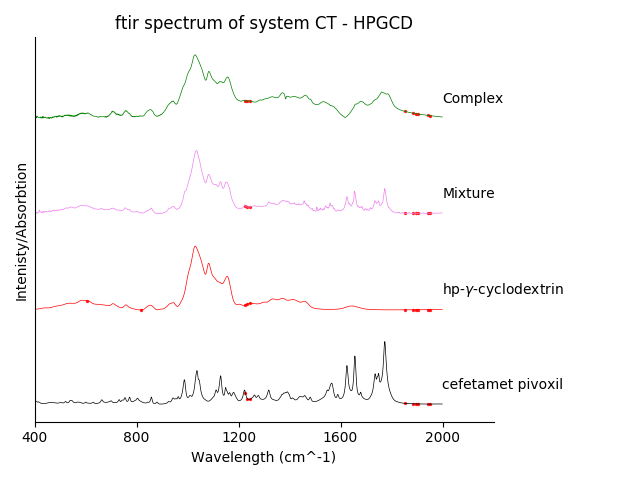 ftir spectrum of system CT - HPGCD
Complex
Mixture
hp-γ-cyclodextrin
cefetamet pivoxil
Intenisty/Absorbtion
400 800 1200 1600 2000
Wavelength (cm^-1)